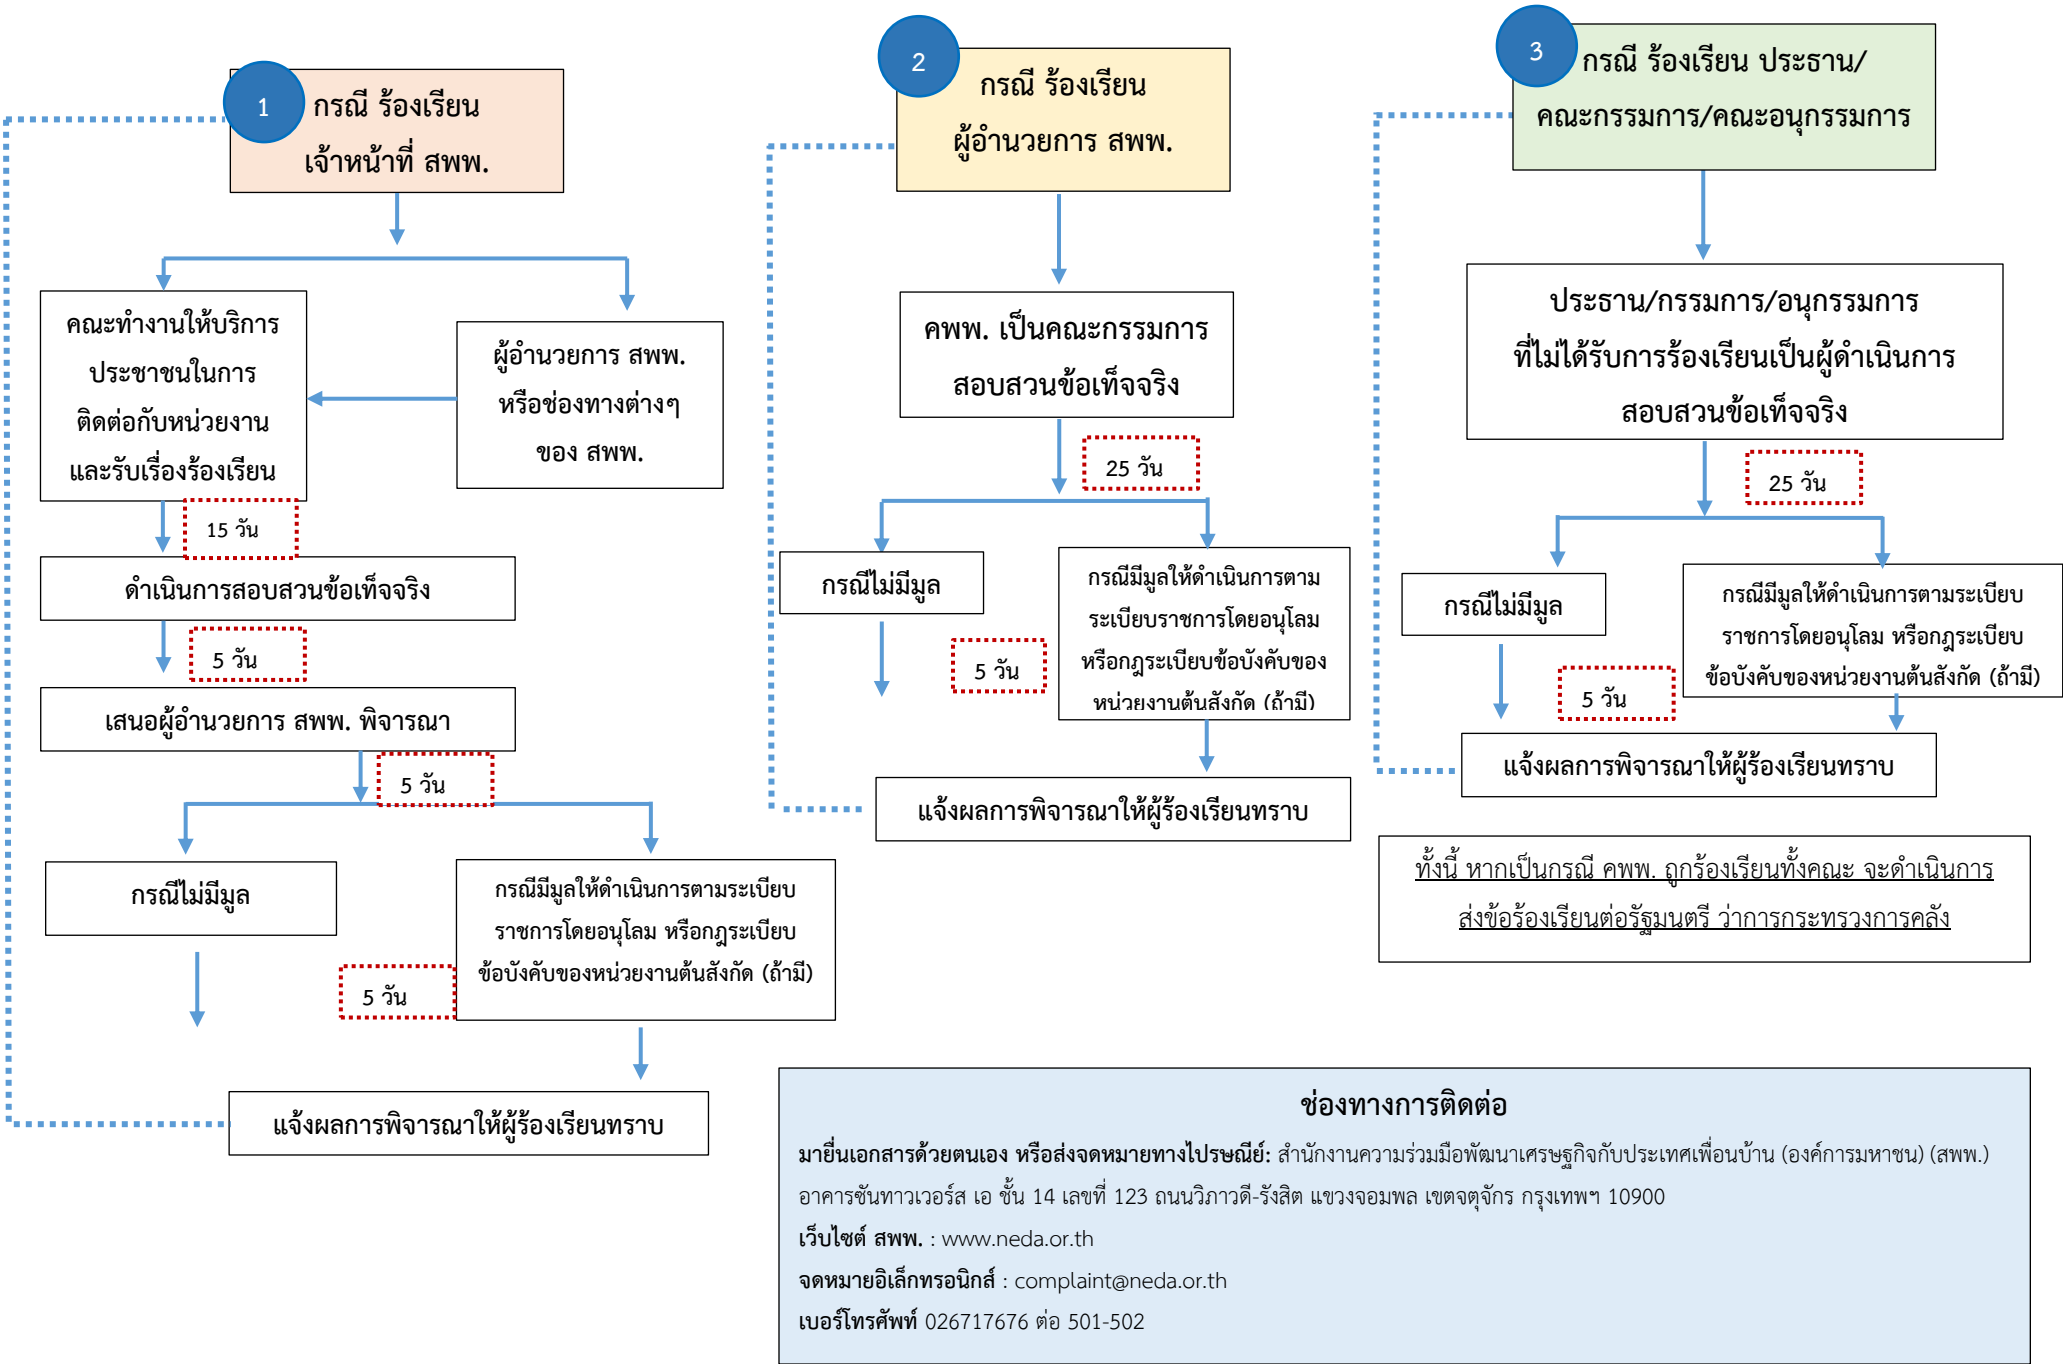 1
กรณี ร้องเรียน
เจ้าหน้าที่ สพพ.
คณะทำงานให้บริการ
ประชาชนในการ
ติดต่อกับหน่วยงาน
และรับเรื่องร้องเรียน
ผู้อำนวยการ สพพ.
หรือช่องทางต่างๆ
ของ สพพ.
15 วัน
ดำเนินการสอบสวนข้อเท็จจริง
5 วัน
เสนอผู้อำนวยการ สพพ. พิจารณา
5 วัน
กรณีไม่มีมูล
กรณีมีมูลให้ดำเนินการตามระเบียบ
ราชการโดยอนุโลม หรือกฎระเบียบ
ข้อบังคับของหน่วยงานต้นสังกัด (ถ้ามี)
5 วัน
แจ้งผลการพิจารณาให้ผู้ร้องเรียนทราบ
2
กรณี ร้องเรียน
ผู้อำนวยการ สพพ.
คพพ. เป็นคณะกรรมการ
สอบสวนข้อเท็จจริง
25 วัน
กรณีไม่มีมูล
กรณีมีมูลให้ดำเนินการตาม
ระเบียบราชการโดยอนุโลม
หรือกฎระเบียบข้อบังคับของ
หน่วยงานต้นสังกัด (ถ้ามี)
5 วัน
แจ้งผลการพิจารณาให้ผู้ร้องเรียนทราบ
3
กรณี ร้องเรียน ประธาน/
คณะกรรมการ/คณะอนุกรรมการ
ประธาน/กรรมการ/อนุกรรมการ
ที่ไม่ได้รับการร้องเรียนเป็นผู้ดำเนินการ
สอบสวนข้อเท็จจริง
25 วัน
กรณีไม่มีมูล
กรณีมีมูลให้ดำเนินการตามระเบียบ
ราชการโดยอนุโลม หรือกฎระเบียบ
ข้อบังคับของหน่วยงานต้นสังกัด (ถ้ามี)
5 วัน
แจ้งผลการพิจารณาให้ผู้ร้องเรียนทราบ
ทั้งนี้ หากเป็นกรณี คพพ. ถูกร้องเรียนทั้งคณะ จะดำเนินการ
ส่งข้อร้องเรียนต่อรัฐมนตรี ว่าการกระทรวงการคลัง
ช่องทางการติดต่อ
มายื่นเอกสารด้วยตนเอง หรือส่งจดหมายทางไปรษณีย์: สำนักงานความร่วมมือพัฒนาเศรษฐกิจกับประเทศเพื่อนบ้าน (องค์การมหาชน) (สพพ.)
อาคารซันทาวเวอร์ส เอ ชั้น 14 เลขที่ 123 ถนนวิภาวดี-รังสิต แขวงจอมพล เขตจตุจักร กรุงเทพฯ 10900
เว็บไซต์ สพพ. : www.neda.or.th
จดหมายอิเล็กทรอนิกส์ : complaint@neda.or.th
เบอร์โทรศัพท์ 026717676 ต่อ 501-502